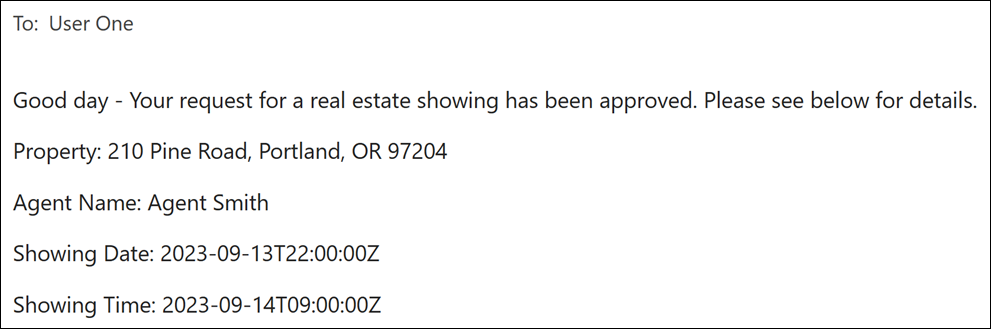 To: User One
Good day - Your request for a real estate showing has been approved. Please see below for details.
Property: 210 Pine Road, Portland, OR 97204
Agent Name: Agent Smith
Showing Date: 2023-09-13T22:00:00Z
Showing Time: 2023-09-14T09:00:00Z